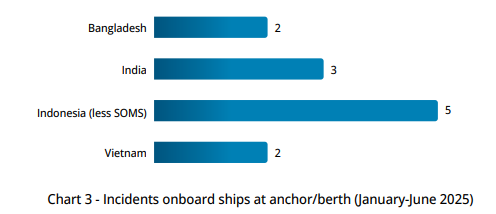 Bangladesh 2
India 3
Indonesia (less SOMS) 5
Vietnam 2
Chart 3 - Incidents onboard ships at anchor/berth (January-June 2025)